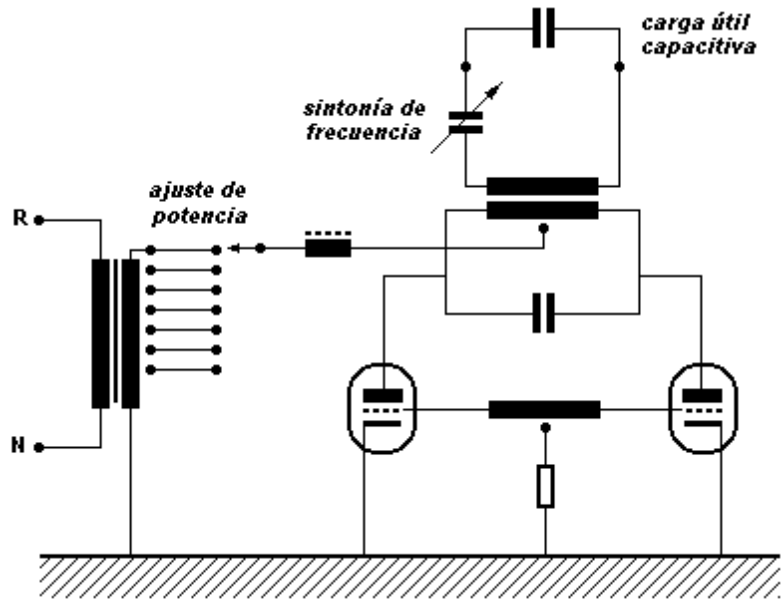 carga útil
capacitiva
sintonía de
frecuencia
ajuste de
potencia
R
N